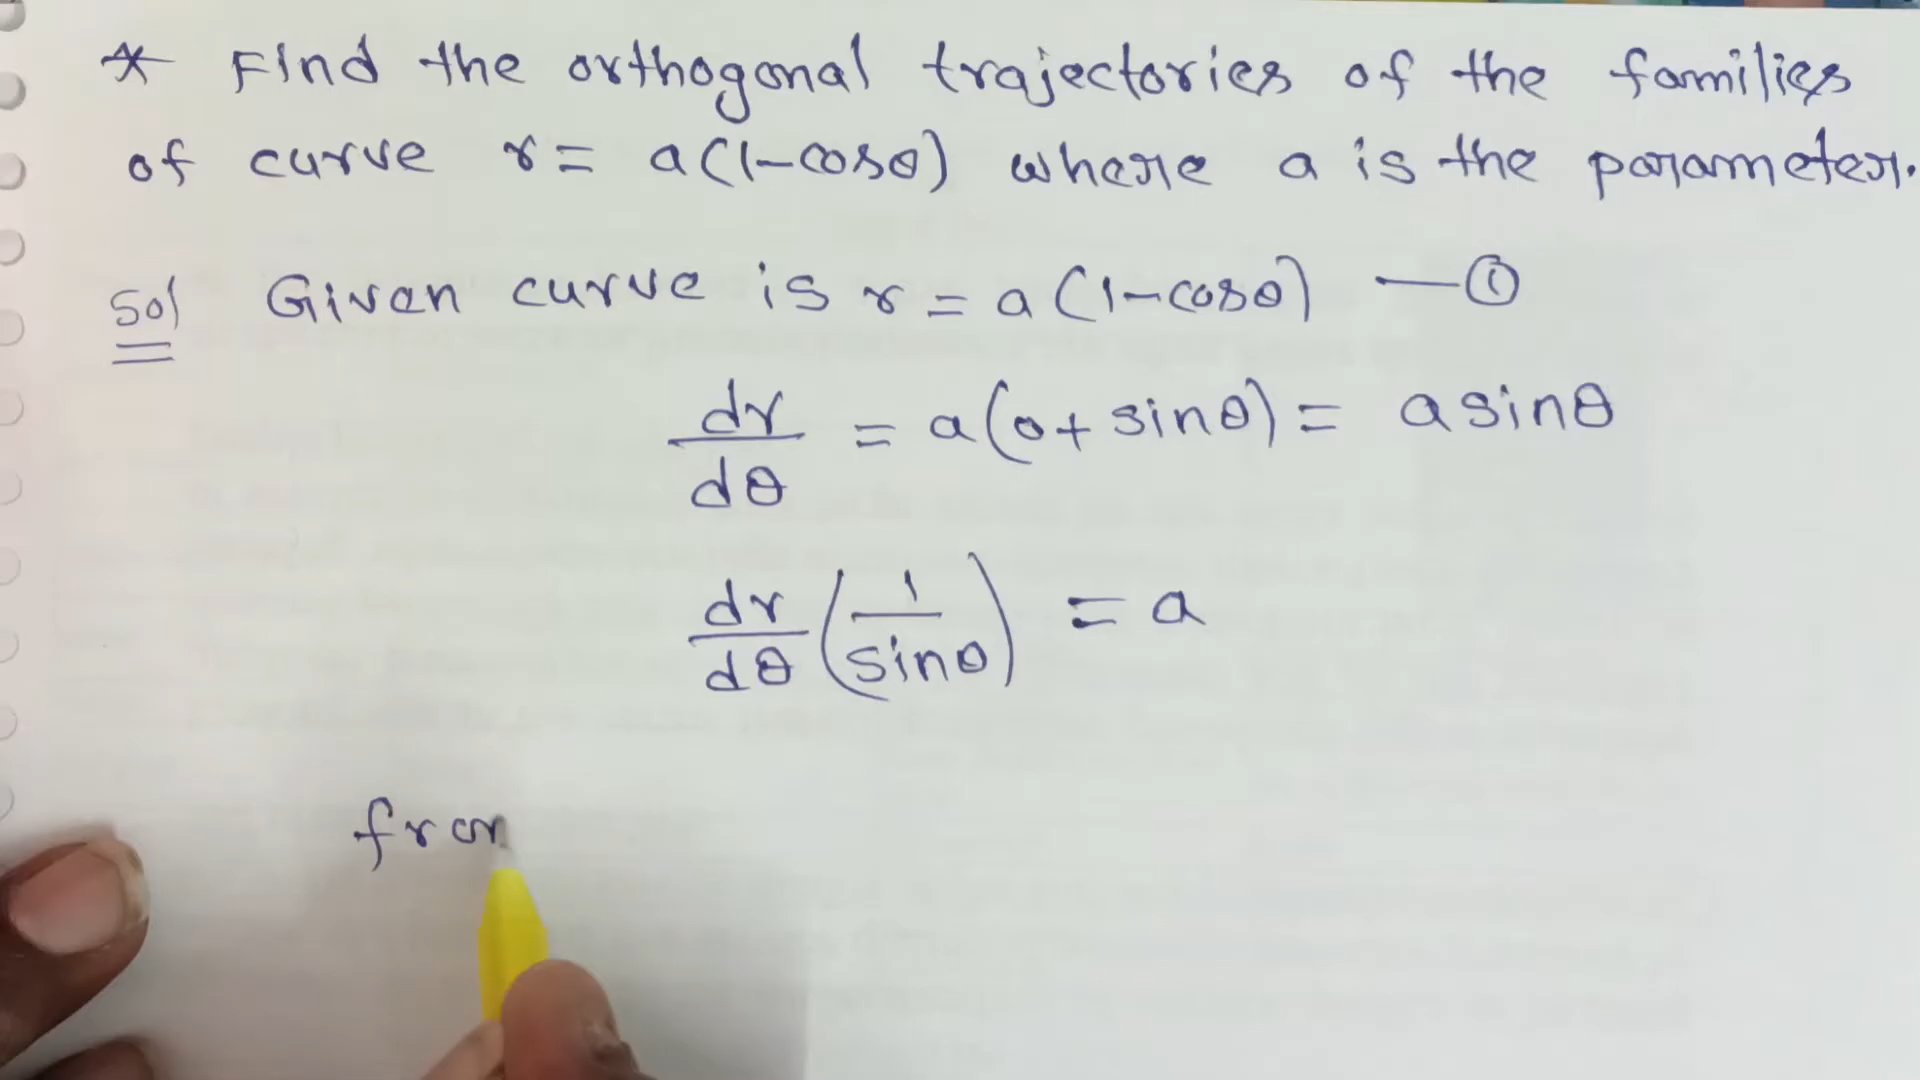 * Find the orthogonal trajectories of the families
of curve r = a(1-cosθ) where a is the parameter.
Sol Given curve is r = a(1-cosθ) —①
dr/dθ = a(0+sinθ) = a sinθ
dr/dθ (1/sinθ) = a
from